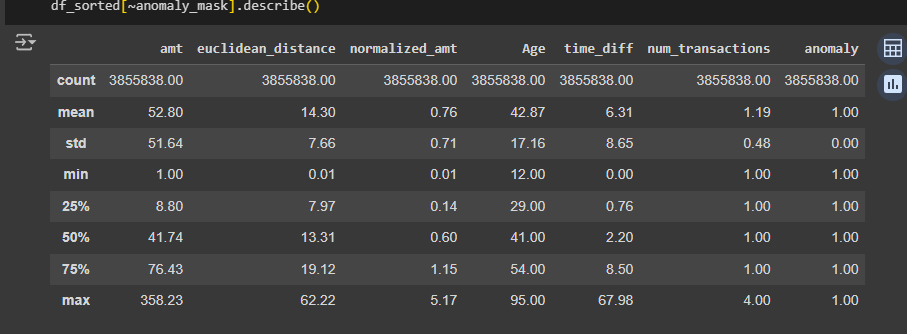 df_sorted[~anomaly_mask].describe()
amt euclidean_distance normalized_amt Age time_diff num_transactions anomaly
count 3855838.00 3855838.00 3855838.00 3855838.00 3855838.00 3855838.00 3855838.00
mean 52.80 14.30 0.76 42.87 6.31 1.19 1.00
std 51.64 7.66 0.71 17.16 8.65 0.48 0.00
min 1.00 0.01 0.01 12.00 0.00 1.00 1.00
25% 8.80 7.97 0.14 29.00 0.76 1.00 1.00
50% 41.74 13.31 0.60 41.00 2.20 1.00 1.00
75% 76.43 19.12 1.15 54.00 8.50 1.00 1.00
max 358.23 62.22 5.17 95.00 67.98 4.00 1.00